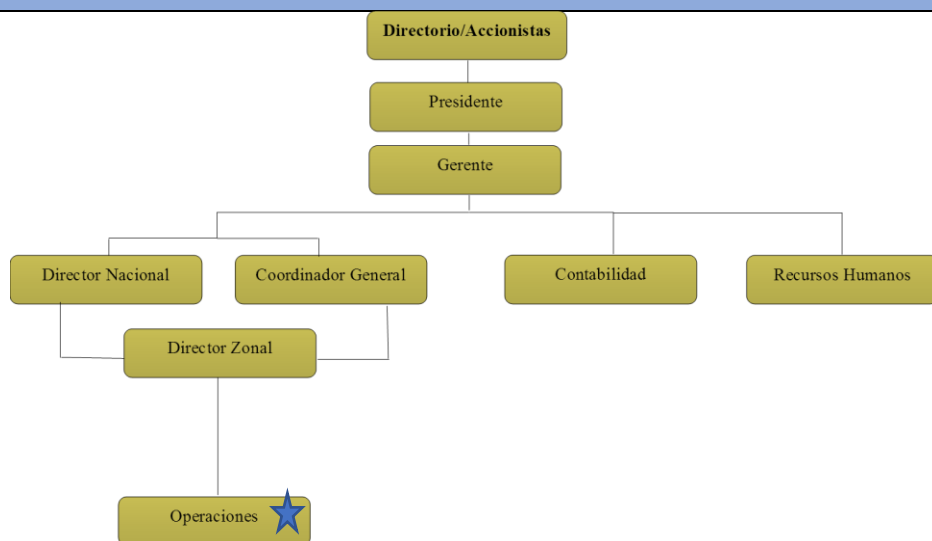 Directorio/Accionistas
Presidente
Gerente
Director Nacional
Coordinador General
Contabilidad
Recursos Humanos
Director Zonal
Operaciones